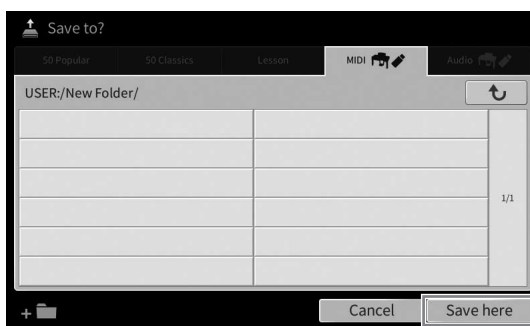 Save to?
50 Popular 50 Classics Lesson MIDI Audio
USER:/New Folder/
1/1
+ Cancel Save here